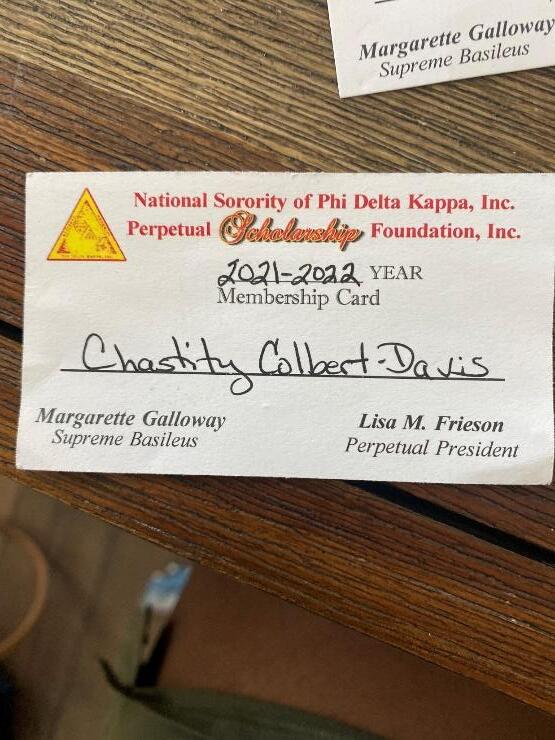 Margarette Galloway
Supreme Basileus
National Sorority of Phi Delta Kappa, Inc.
Perpetual Scholarship Foundation, Inc.
2021-2022 YEAR
Membership Card
Chastity Colbert-Davis
Margarette Galloway
Supreme Basileus
Lisa M. Frieson
Perpetual President